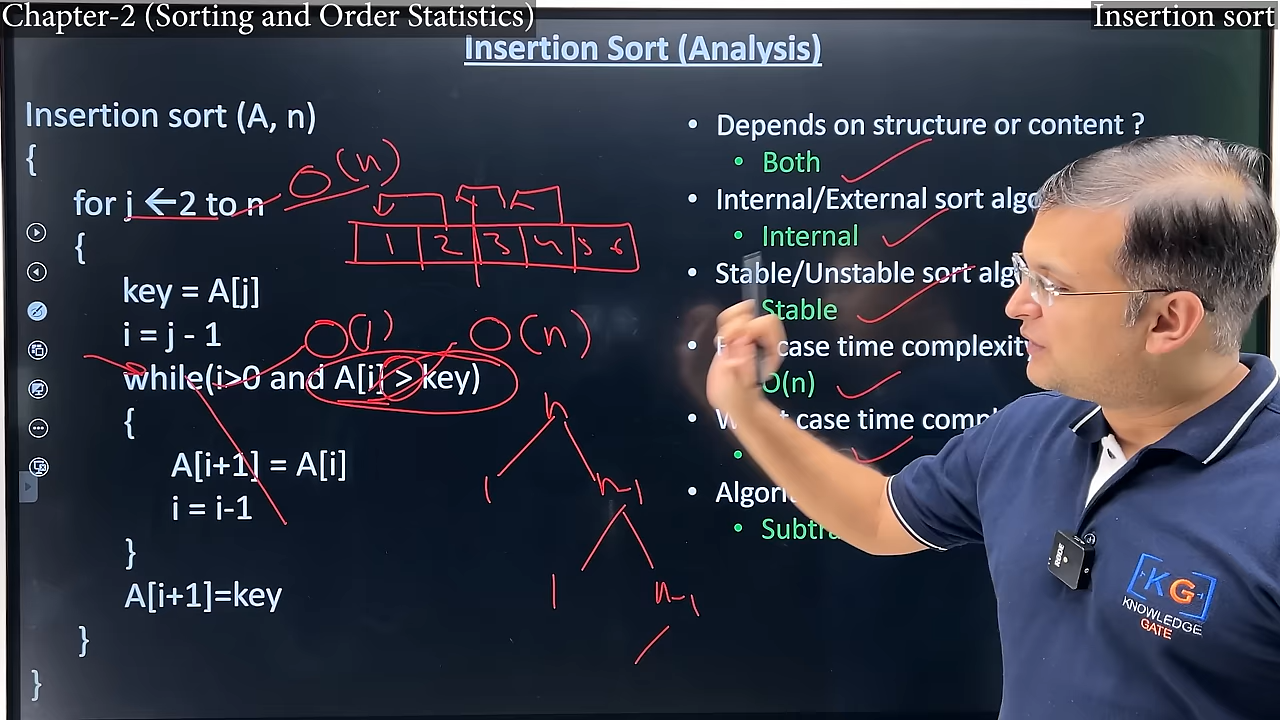 Chapter-2 (Sorting and Order Statistics)
Insertion sort
Insertion Sort (Analysis)
Insertion sort (A, n)
{
for j ←2 to n
O(n)
{
1 2 3 4 5 6
key = A[j]
i = j - 1
O(1) O(n)
while(i>0 and A[i] > key)
{
A[i+1] = A[i]
i = i-1
}
A[i+1]=key
}
}
n
1 n-1
1 n-1
• Depends on structure or content ?
• Both
• Internal/External sort algo
• Internal
• Stable/Unstable sort algo
Stable
case time complexity
O(n)
case time comp
• Algori
• Subtra
KG
KNOWLEDGE
GATE
RODE